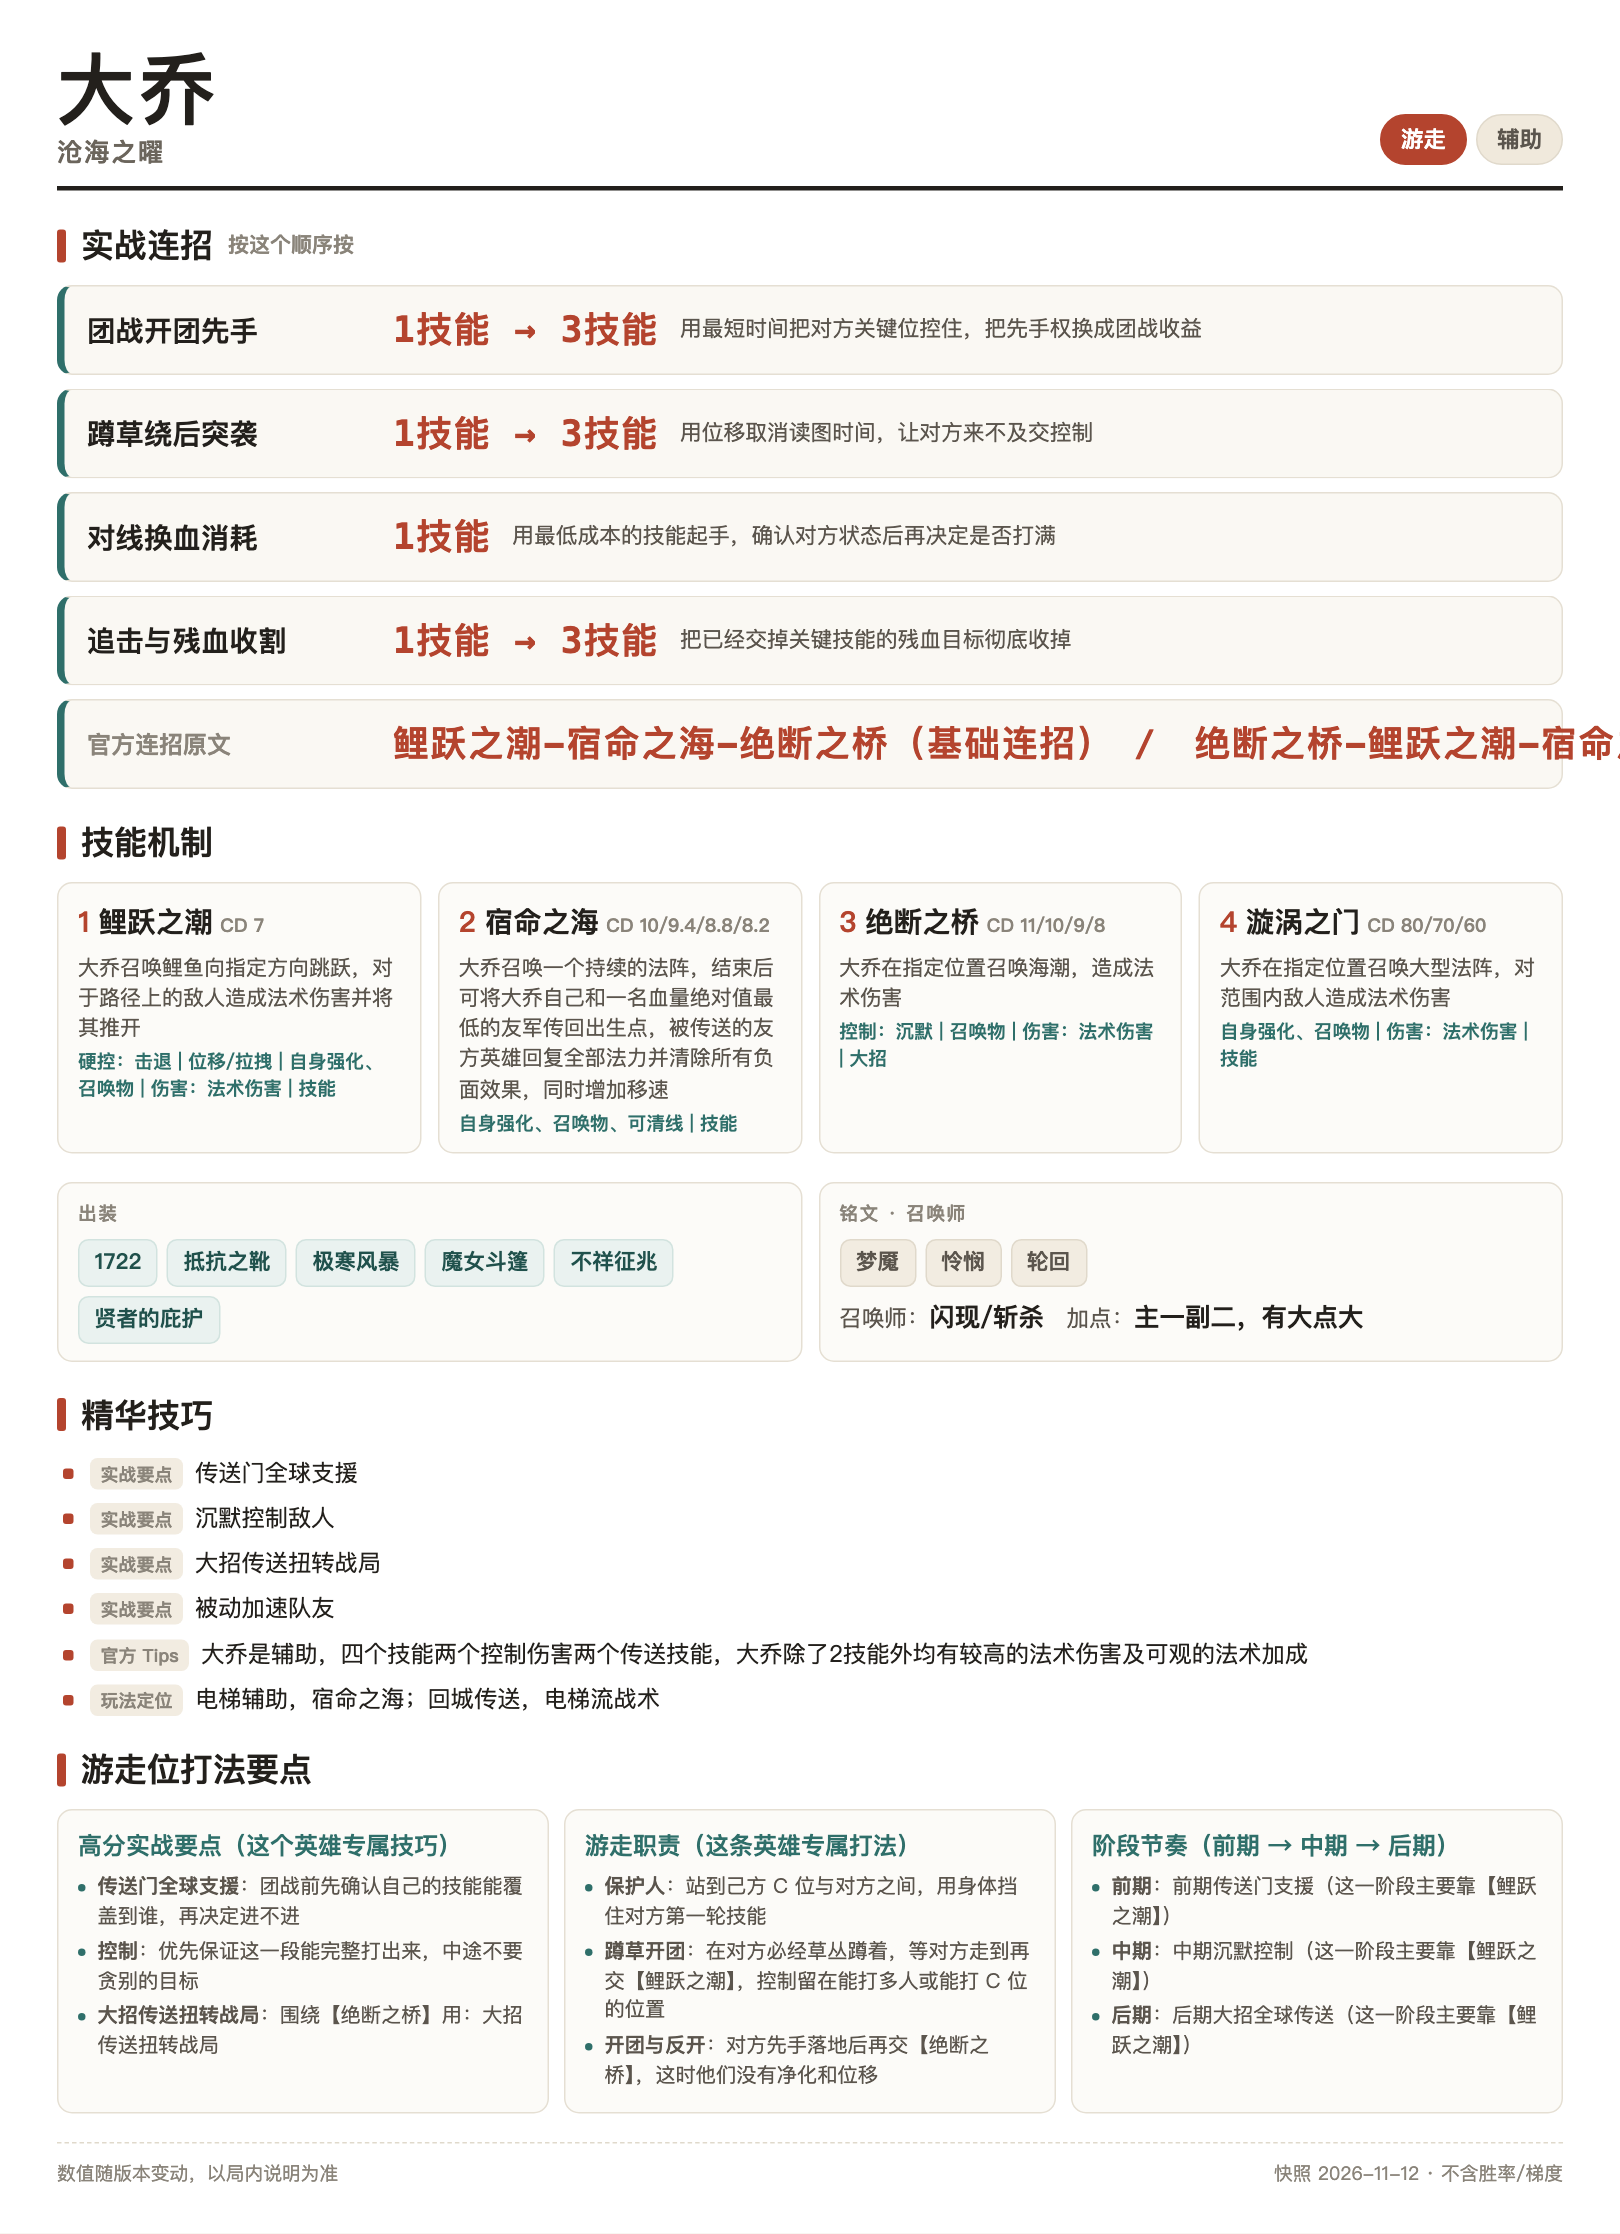 大乔
沧海之曜
游走 辅助
实战连招 按这个顺序按
团战开团先手 1技能 → 3技能 用最短时间把对方关键位控住，把先手权换成团战收益
蹲草绕后突袭 1技能 → 3技能 用位移取消读图时间，让对方来不及交控制
对线换血消耗 1技能 用最低成本的技能起手，确认对方状态后再决定是否打满
追击与残血收割 1技能 → 3技能 把已经交掉关键技能的残血目标彻底收掉
官方连招原文 鲤跃之潮-宿命之海-绝断之桥（基础连招） / 绝断之桥-鲤跃之潮-宿命
技能机制
1 鲤跃之潮 CD 7
大乔召唤鲤鱼向指定方向跳跃，对
于路径上的敌人造成法术伤害并将
其推开
硬控：击退 | 位移/拉拽 | 自身强化、
召唤物 | 伤害：法术伤害 | 技能
2 宿命之海 CD 10/9.4/8.8/8.2
大乔召唤一个持续的法阵，结束后
可将大乔自己和一名血量绝对值最
低的友军传回出生点，被传送的友
方英雄回复全部法力并清除所有负
面效果，同时增加移速
自身强化、召唤物、可清线 | 技能
3 绝断之桥 CD 11/10/9/8
大乔在指定位置召唤海潮，造成法
术伤害
控制：沉默 | 召唤物 | 伤害：法术伤害
| 大招
4 漩涡之门 CD 80/70/60
大乔在指定位置召唤大型法阵，对
范围内敌人造成法术伤害
自身强化、召唤物 | 伤害：法术伤害 |
技能
出装
1722 抵抗之靴 极寒风暴 魔女斗篷 不祥征兆
贤者的庇护
铭文 · 召唤师
梦魇 怜悯 轮回
召唤师：闪现/斩杀 加点：主一副二，有大点大
精华技巧
实战要点 传送门全球支援
实战要点 沉默控制敌人
实战要点 大招传送扭转战局
实战要点 被动加速队友
官方 Tips 大乔是辅助，四个技能两个控制伤害两个传送技能，大乔除了2技能外均有较高的法术伤害及可观的法术加成
玩法定位 电梯辅助，宿命之海；回城传送，电梯流战术
游走位打法要点
高分实战要点（这个英雄专属技巧）
传送门全球支援：团战前先确认自己的技能能覆
盖到谁，再决定进不进
控制：优先保证这一段能完整打出来，中途不要
贪别的目标
大招传送扭转战局：围绕【绝断之桥】用：大招
传送扭转战局
游走职责（这条英雄专属打法）
保护人：站到己方 C 位与对方之间，用身体挡
住对方第一轮技能
蹲草开团：在对方必经草丛蹲着，等对方走到再
交【鲤跃之潮】，控制留在能打多人或能打 C 位
的位置
开团与反开：对方先手落地后再交【绝断之
桥】，这时他们没有净化和位移
阶段节奏（前期 → 中期 → 后期）
前期：前期传送门支援（这一阶段主要靠【鲤跃
之潮】）
中期：中期沉默控制（这一阶段主要靠【鲤跃之
潮】）
后期：后期大招全球传送（这一阶段主要靠【鲤
跃之潮】）
数值随版本变动，以局内说明为准
快照 2026-11-12 · 不含胜率/梯度